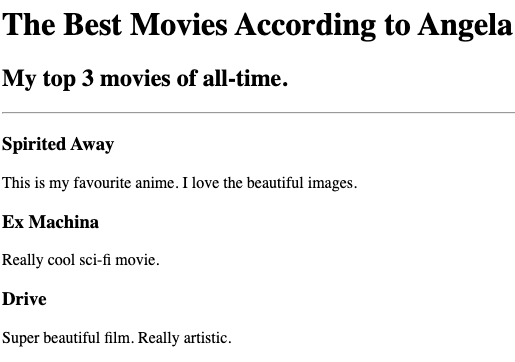 The Best Movies According to Angela
My top 3 movies of all-time.
Spirited Away
This is my favourite anime. I love the beautiful images.
Ex Machina
Really cool sci-fi movie.
Drive
Super beautiful film. Really artistic.